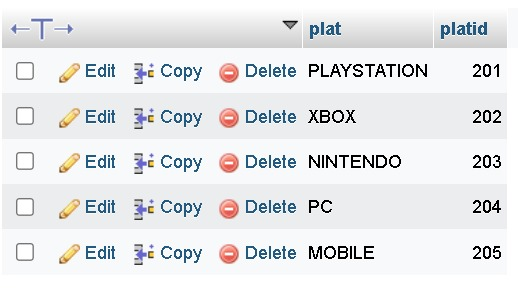 plat platid
Edit Copy Delete PLAYSTATION 201
Edit Copy Delete XBOX 202
Edit Copy Delete NINTENDO 203
Edit Copy Delete PC 204
Edit Copy Delete MOBILE 205